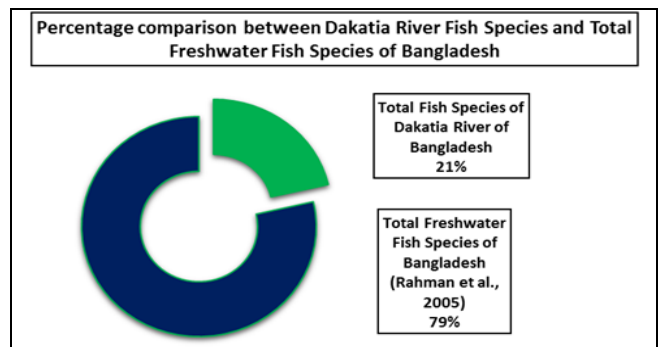 Percentage comparison between Dakatia River Fish Species and Total
Freshwater Fish Species of Bangladesh
Total Fish Species of
Dakatia River of
Bangladesh
21%
Total Freshwater
Fish Species of
Bangladesh
(Rahman et al.,
2005)
79%